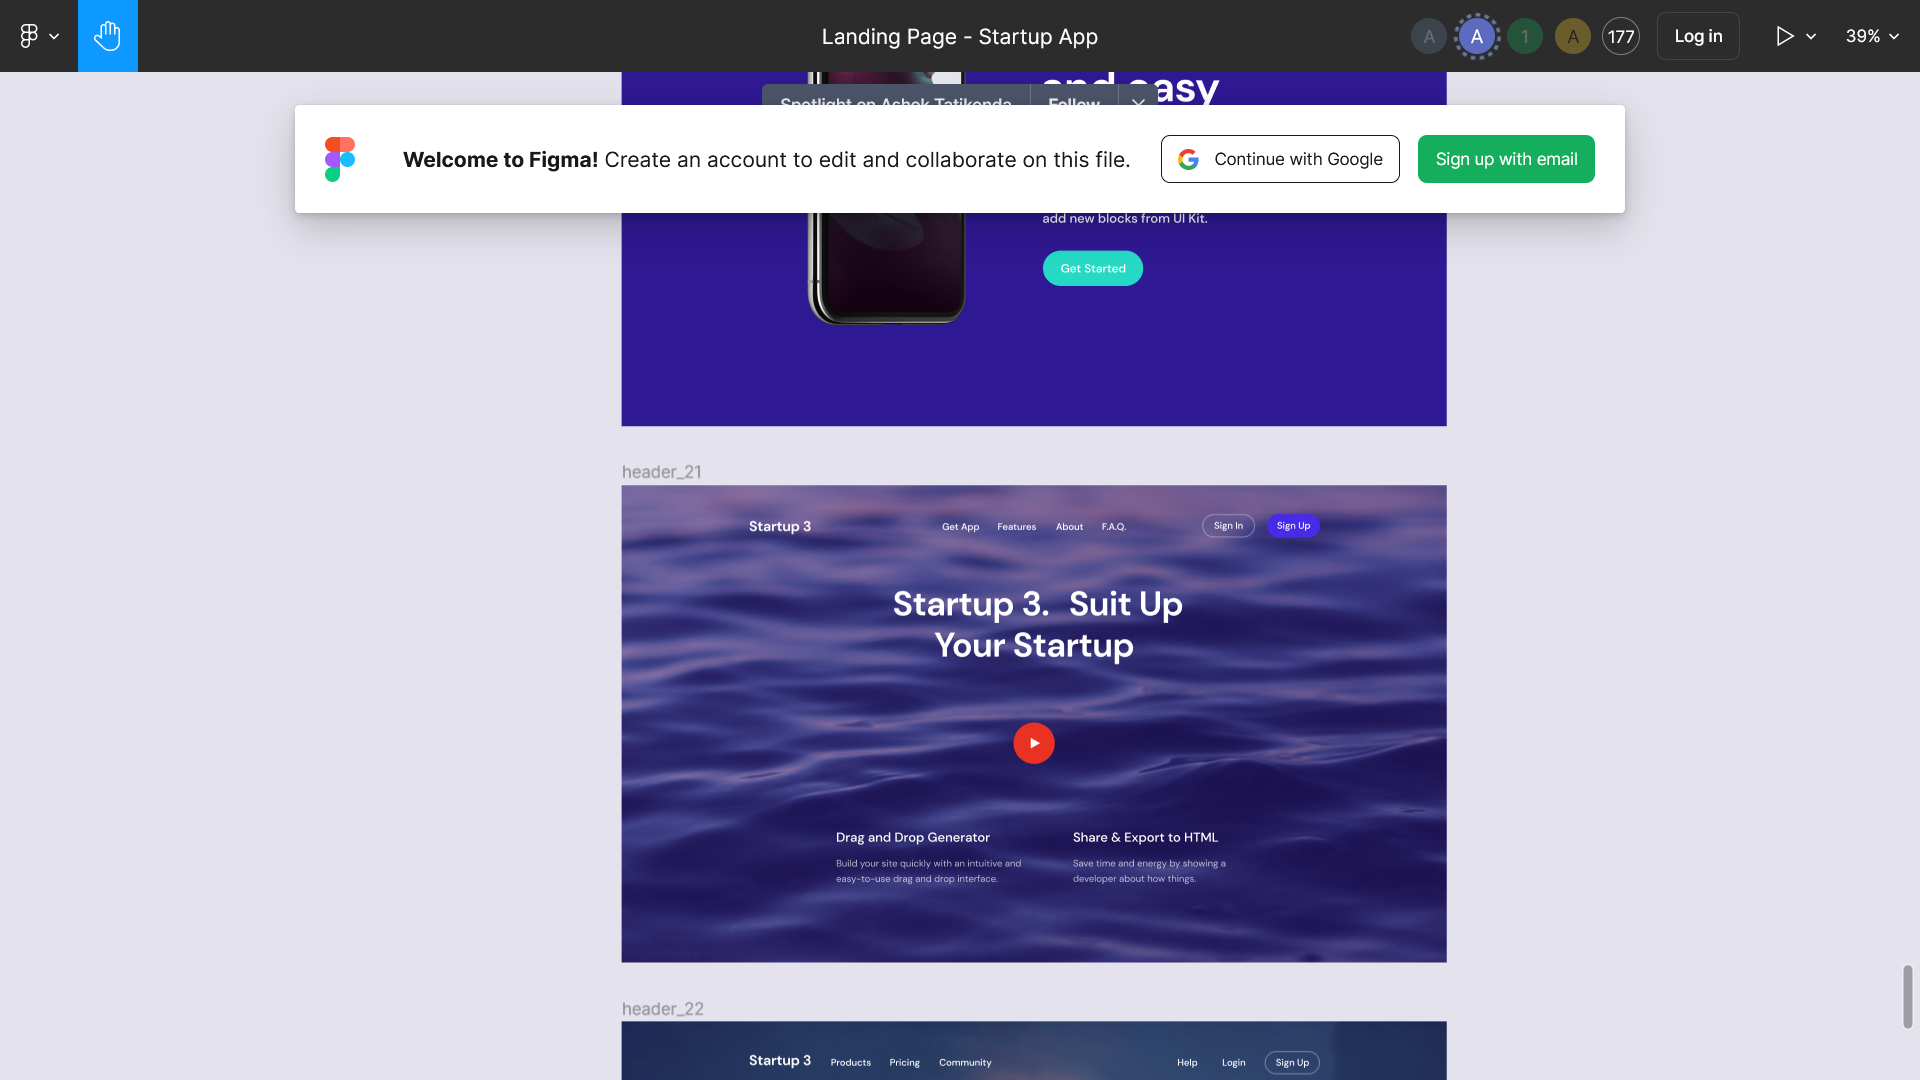 Landing Page - Startup App
A
A
1
A
177
Log in
39%
and easy
Spotlight on Ashok Tatikenda
Follow
Welcome to Figma! Create an account to edit and collaborate on this file.
Continue with Google
Sign up with email
add new blocks from UI Kit.
Get Started
header_21
Startup 3
Get App
Features
About
F.A.Q.
Sign In
Sign Up
Startup 3. Suit Up
Your Startup
Drag and Drop Generator
Share & Export to HTML
Build your site quickly with an intuitive and
easy-to-use drag and drop interface.
Save time and energy by showing a
developer about how things.
header_22
Startup 3
Products
Pricing
Community
Help
Login
Sign Up